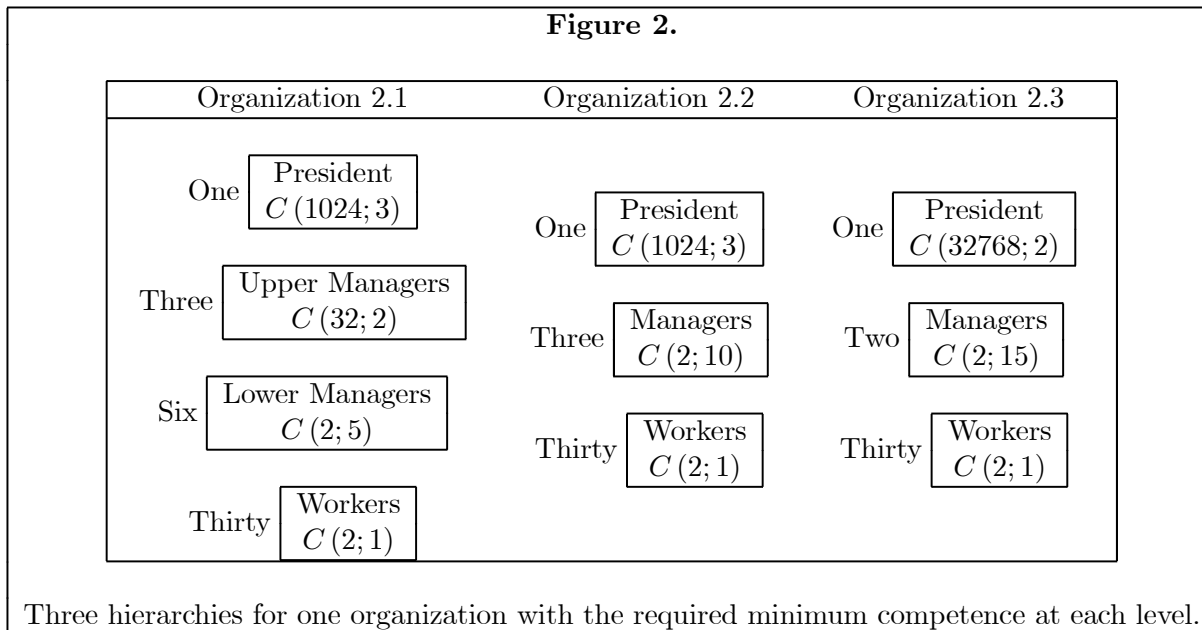 Figure 2.
Organization 2.1 Organization 2.2 Organization 2.3
One President
C (1024; 3)
Three Upper Managers
C (32; 2)
Six Lower Managers
C (2; 5)
Thirty Workers
C (2; 1)
One President
C (1024; 3)
Three Managers
C (2; 10)
Thirty Workers
C (2; 1)
One President
C (32768; 2)
Two Managers
C (2; 15)
Thirty Workers
C (2; 1)
Three hierarchies for one organization with the required minimum competence at each level.